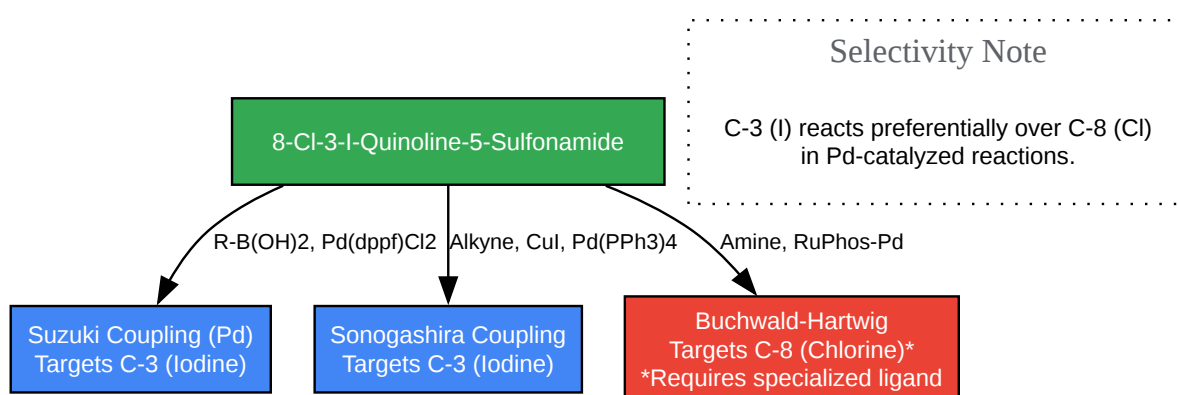 Selectivity Note
C-3 (I) reacts preferentially over C-8 (Cl)
in Pd-catalyzed reactions.
8-Cl-3-I-Quinoline-5-Sulfonamide
R-B(OH)2, Pd(dppf)Cl2
Alkyne, CuI, Pd(PPh3)4
Amine, RuPhos-Pd
Suzuki Coupling (Pd)
Targets C-3 (Iodine)
Sonogashira Coupling
Targets C-3 (Iodine)
Buchwald-Hartwig
Targets C-8 (Chlorine)*
*Requires specialized ligand